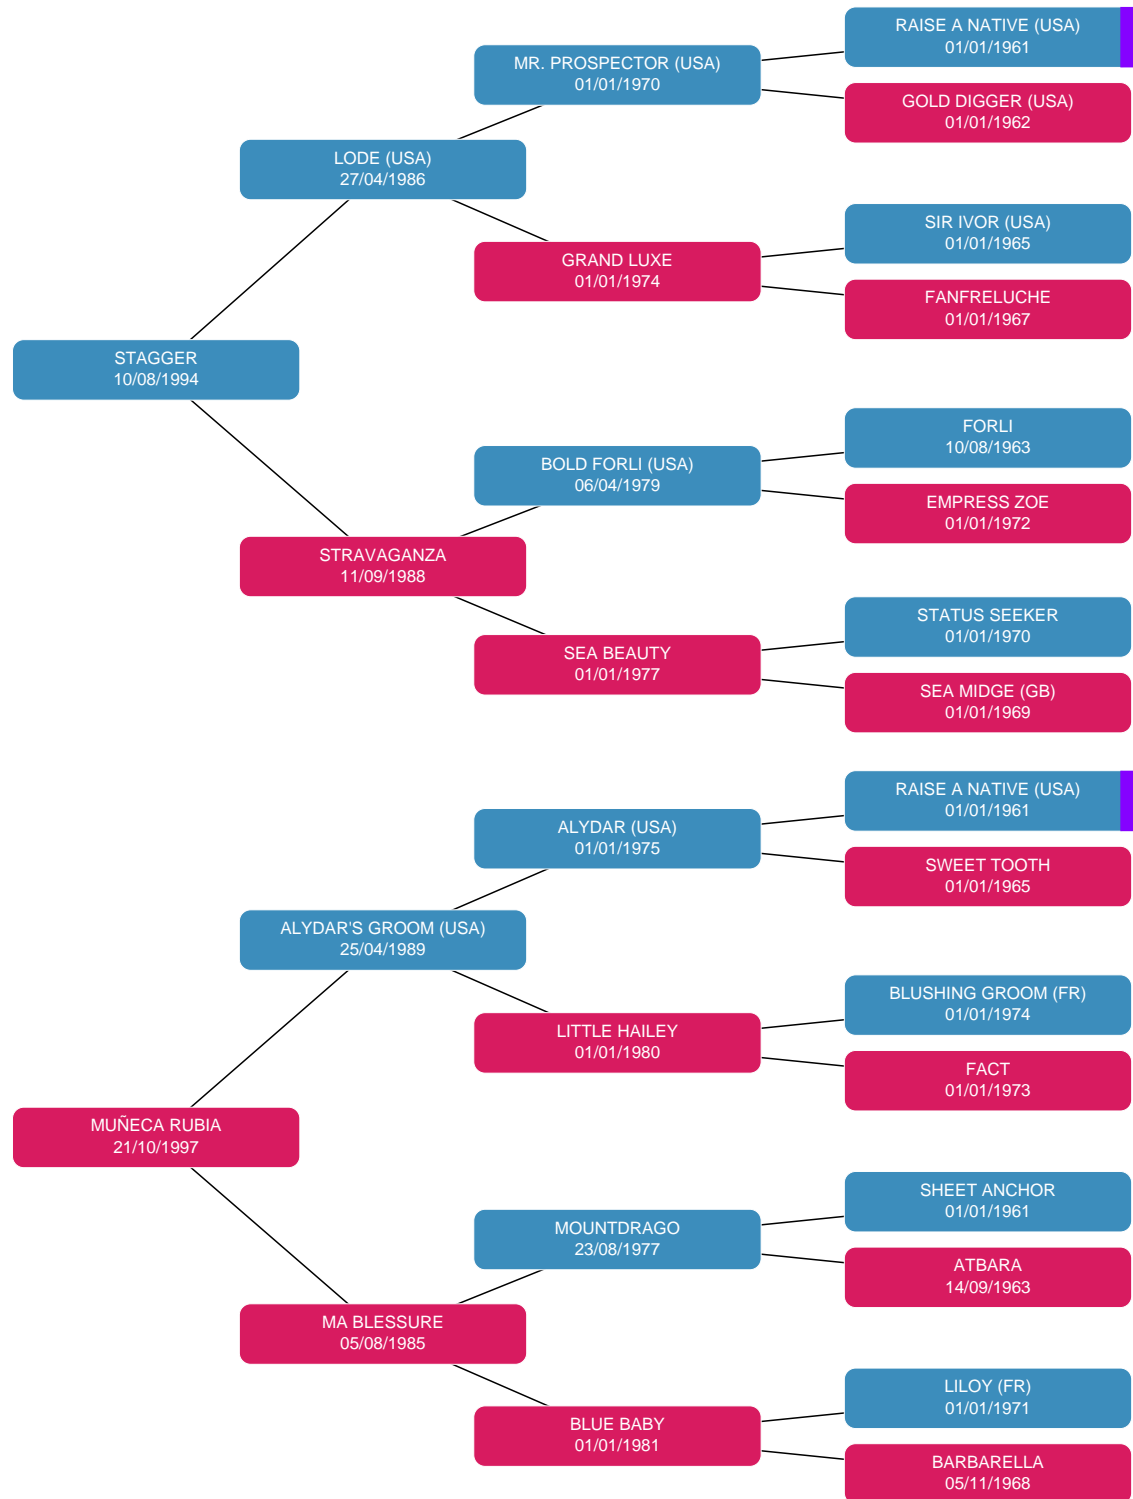 RAISE A NATIVE (USA)
01/01/1961
MR. PROSPECTOR (USA)
01/01/1970
GOLD DIGGER (USA)
01/01/1962
LODE (USA)
27/04/1986
SIR IVOR (USA)
01/01/1965
GRAND LUXE
01/01/1974
FANFRELUCHE
01/01/1967
STAGGER
10/08/1994
FORLI
10/08/1963
BOLD FORLI (USA)
06/04/1979
EMPRESS ZOE
01/01/1972
STRAVAGANZA
11/09/1988
STATUS SEEKER
01/01/1970
SEA BEAUTY
01/01/1977
SEA MIDGE (GB)
01/01/1969
RAISE A NATIVE (USA)
01/01/1961
ALYDAR (USA)
01/01/1975
SWEET TOOTH
01/01/1965
ALYDAR'S GROOM (USA)
25/04/1989
BLUSHING GROOM (FR)
01/01/1974
LITTLE HAILEY
01/01/1980
FACT
01/01/1973
MUÑECA RUBIA
21/10/1997
SHEET ANCHOR
01/01/1961
MOUNTDRAGO
23/08/1977
ATBARA
14/09/1963
MA BLESSURE
05/08/1985
LILOY (FR)
01/01/1971
BLUE BABY
01/01/1981
BARBARELLA
05/11/1968